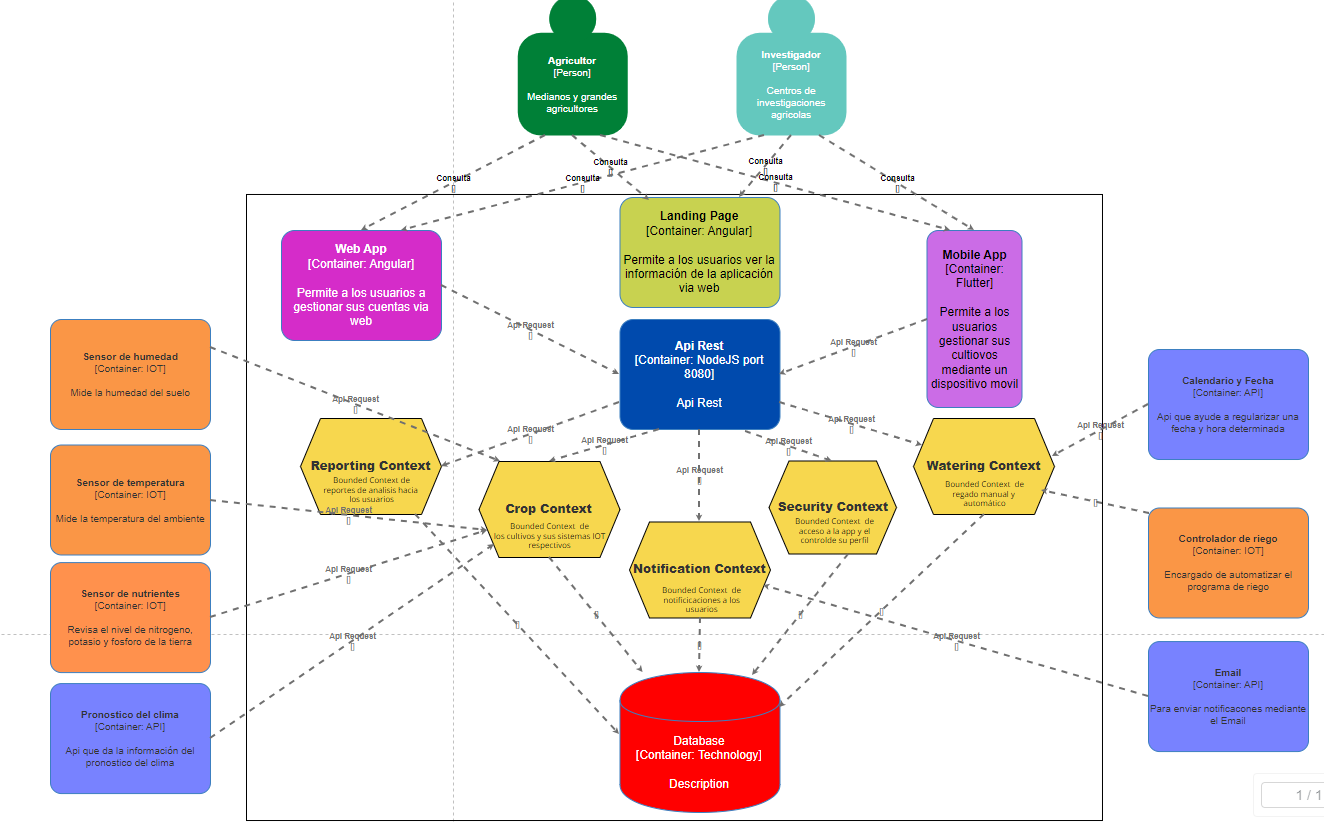 Agricultor
[Person]
Medianos y grandes
agricultores
Investigador
[Person]
Centros de
investigaciones
agricolas
Consulta
[]
Consulta
[]
Consulta
[]
Consulta
[]
Consulta
[]
Consulta
[]
Web App
[Container: Angular]
Permite a los usuarios a
gestionar sus cuentas via
web
Landing Page
[Container: Angular]
Permite a los usuarios ver la
información de la aplicación
via web
Mobile App
[Container:
Flutter]
Permite a los
usuarios
gestionar sus
cultiovos
mediante un
dispositivo movil
Api Request
[]
Api Request
[]
Api Rest
[Container: NodeJS port
8080]
Api Rest
Sensor de humedad
[Container: IOT]
Mide la humedad del suelo
Api Request
[]
Api Request
[]
Api Request
[]
Api Request
[]
Api Request
[]
Api Request
[]
Api Request
[]
Calendario y Fecha
[Container: API]
Api que ayude a regularizar una
fecha y hora determinada
Reporting Context
Bounded Context de
reportes de analisis hacia
los usuarios
Crop Context
Bounded Context de
los cultivos y sus sistemas IOT
respectivos
Notification Context
Bounded Context de
notificicaciones a los
usuarios
Security Context
Bounded Context de
acceso a la app y el
controlde su perfil
Watering Context
Bounded Context de
regado manual y
automático
[]
Sensor de temperatura
[Container: IOT]
Mide la temperatura del ambiente
Api Request
[]
Controlador de riego
[Container: IOT]
Encargado de automatizar el
programa de riego
Sensor de nutrientes
[Container: IOT]
Revisa el nivel de nitrogeno,
potasio y fosforo de la tierra
Api Request
[]
Api Request
[]
[]
[]
[]
[]
[]
Api Request
[]
Pronostico del clima
[Container: API]
Api que da la información del
pronostico del clima
Email
[Container: API]
Para enviar notificacones mediante
el Email
Database
[Container: Technology]
Description
1 / 1